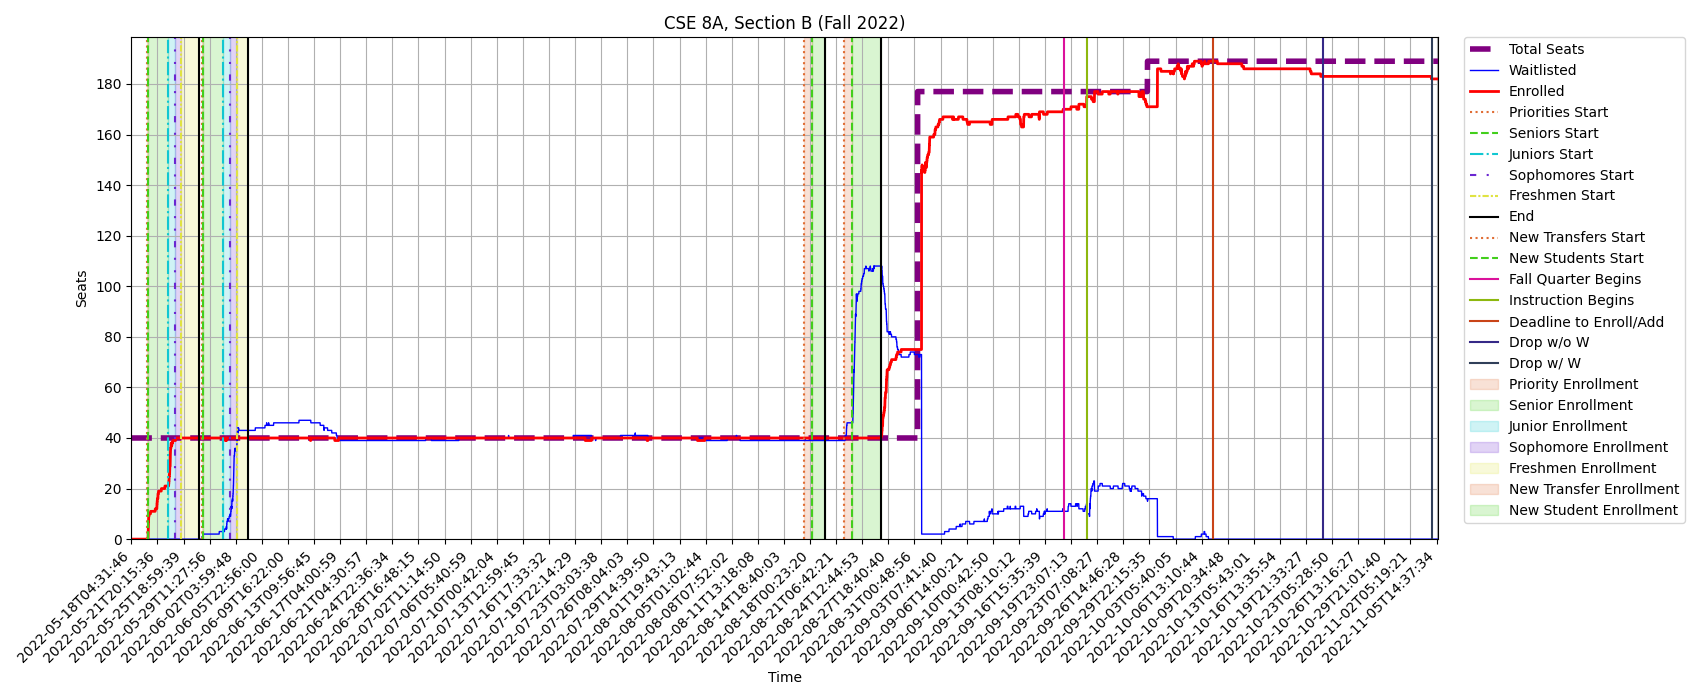 CSE 8A, Section B (Fall 2022)
Seats
180
160
140
120
100
80
60
40
20
0
2022-05-18T04:31:46
2022-05-21T20:15:36
2022-05-25T18:59:39
2022-05-29T11:27:56
2022-06-02T03:59:48
2022-06-05T22:56:00
2022-06-09T16:22:00
2022-06-13T09:56:45
2022-06-17T04:00:59
2022-06-21T04:30:57
2022-06-24T22:36:34
2022-06-28T16:48:15
2022-07-02T11:14:50
2022-07-06T05:40:59
2022-07-10T00:42:04
2022-07-13T12:59:45
2022-07-16T17:33:32
2022-07-19T22:14:29
2022-07-23T03:03:38
2022-07-26T08:04:03
2022-07-29T14:39:50
2022-08-01T19:43:13
2022-08-05T01:02:44
2022-08-08T07:52:02
2022-08-11T13:18:08
2022-08-14T18:40:03
2022-08-18T00:23:20
2022-08-21T06:42:21
2022-08-24T12:44:53
2022-08-27T18:40:40
2022-08-31T00:48:56
2022-09-03T07:41:40
2022-09-06T14:00:21
2022-09-10T00:42:50
2022-09-13T08:10:12
2022-09-16T15:35:39
2022-09-19T23:07:13
2022-09-23T07:08:27
2022-09-26T14:46:28
2022-09-29T22:15:35
2022-10-03T05:40:05
2022-10-06T13:10:44
2022-10-09T20:34:48
2022-10-13T05:43:01
2022-10-16T13:35:54
2022-10-19T21:33:27
2022-10-23T05:28:50
2022-10-26T13:16:27
2022-10-29T21:01:40
2022-11-02T05:19:21
2022-11-05T14:37:34
Time
Total Seats
Waitlisted
Enrolled
Priorities Start
Seniors Start
Juniors Start
Sophomores Start
Freshmen Start
End
New Transfers Start
New Students Start
Fall Quarter Begins
Instruction Begins
Deadline to Enroll/Add
Drop w/o W
Drop w/ W
Priority Enrollment
Senior Enrollment
Junior Enrollment
Sophomore Enrollment
Freshmen Enrollment
New Transfer Enrollment
New Student Enrollment